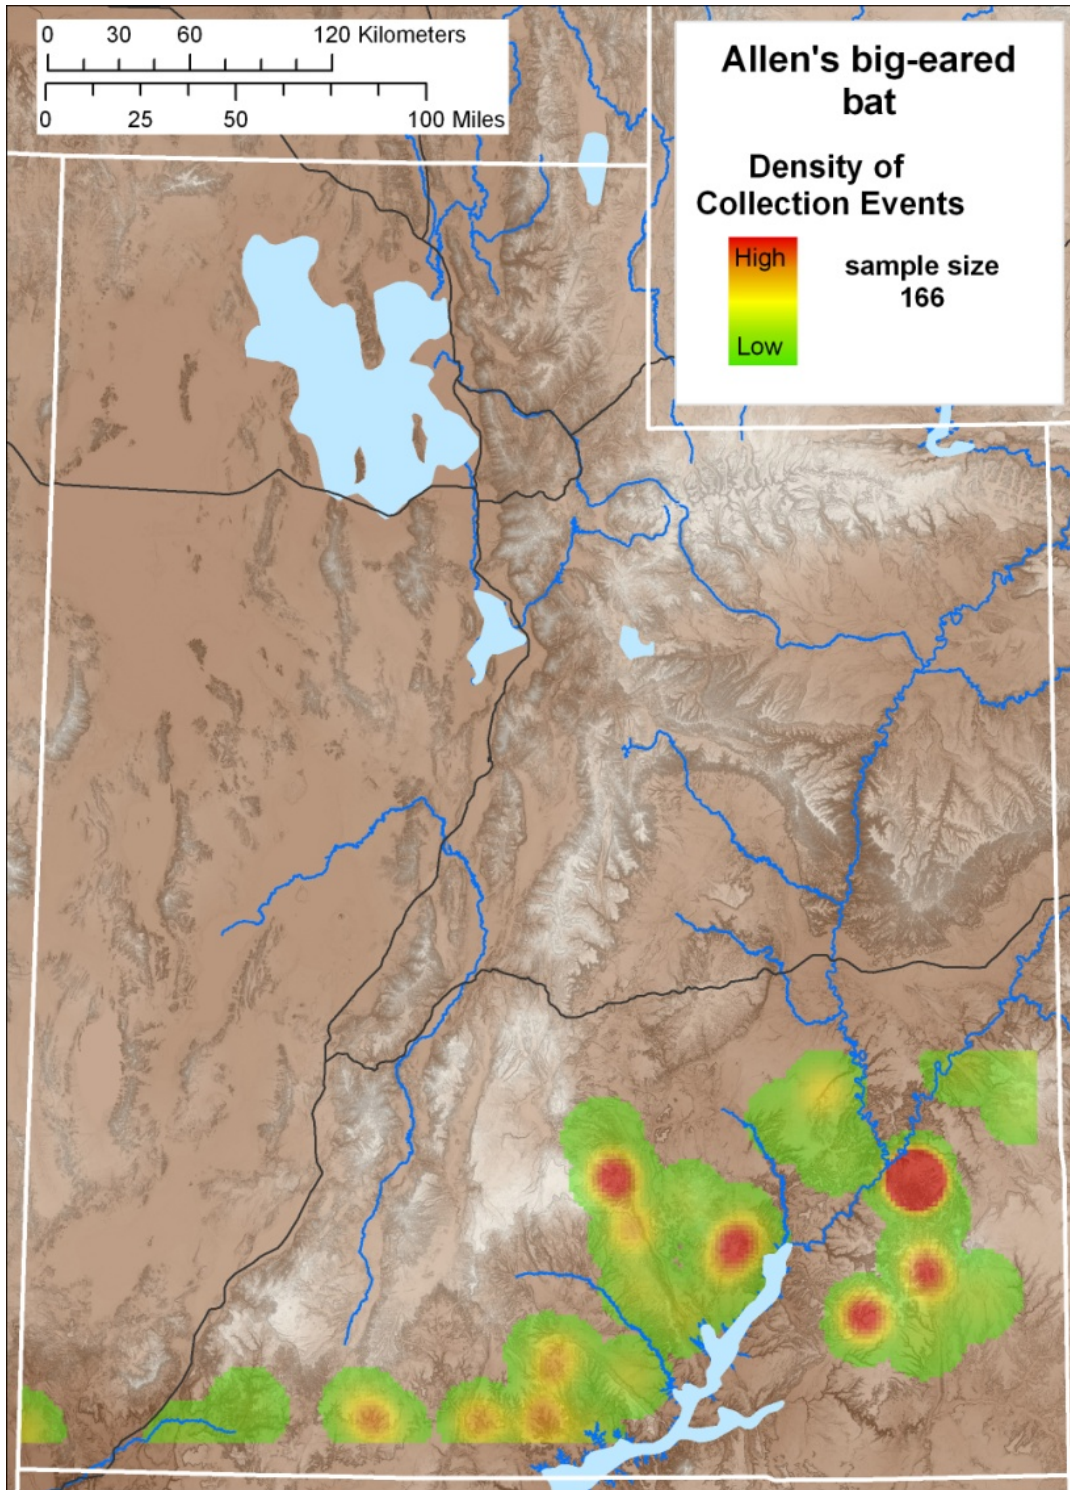 0 30 60 120 Kilometers
0 25 50 100 Miles
Allen's big-eared
bat
Density of
Collection Events
High
Low
sample size
166